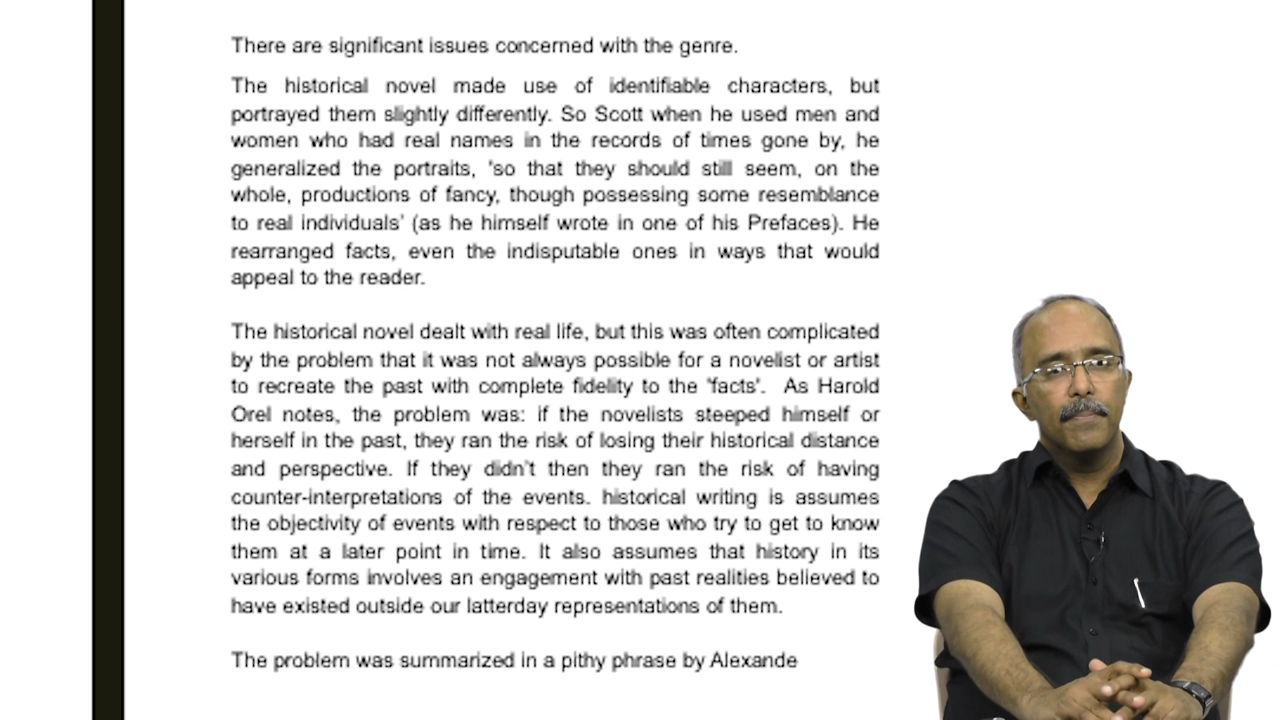 There are significant issues concerned with the genre.
The historical novel made use of identifiable characters, but
portrayed them slightly differently. So Scott when he used men and
women who had real names in the records of times gone by, he
generalized the portraits, 'so that they should still seem, on the
whole, productions of fancy, though possessing some resemblance
to real individuals' (as he himself wrote in one of his Prefaces). He
rearranged facts, even the indisputable ones in ways that would
appeal to the reader.
The historical novel dealt with real life, but this was often complicated
by the problem that it was not always possible for a novelist or artist
to recreate the past with complete fidelity to the 'facts'. As Harold
Orel notes, the problem was: if the novelists steeped himself or
herself in the past, they ran the risk of losing their historical distance
and perspective. If they didn't then they ran the risk of having
counter-interpretations of the events. historical writing is assumes
the objectivity of events with respect to those who try to get to know
them at a later point in time. It also assumes that history in its
various forms involves an engagement with past realities believed to
have existed outside our latterday representations of them.
The problem was summarized in a pithy phrase by Alexande